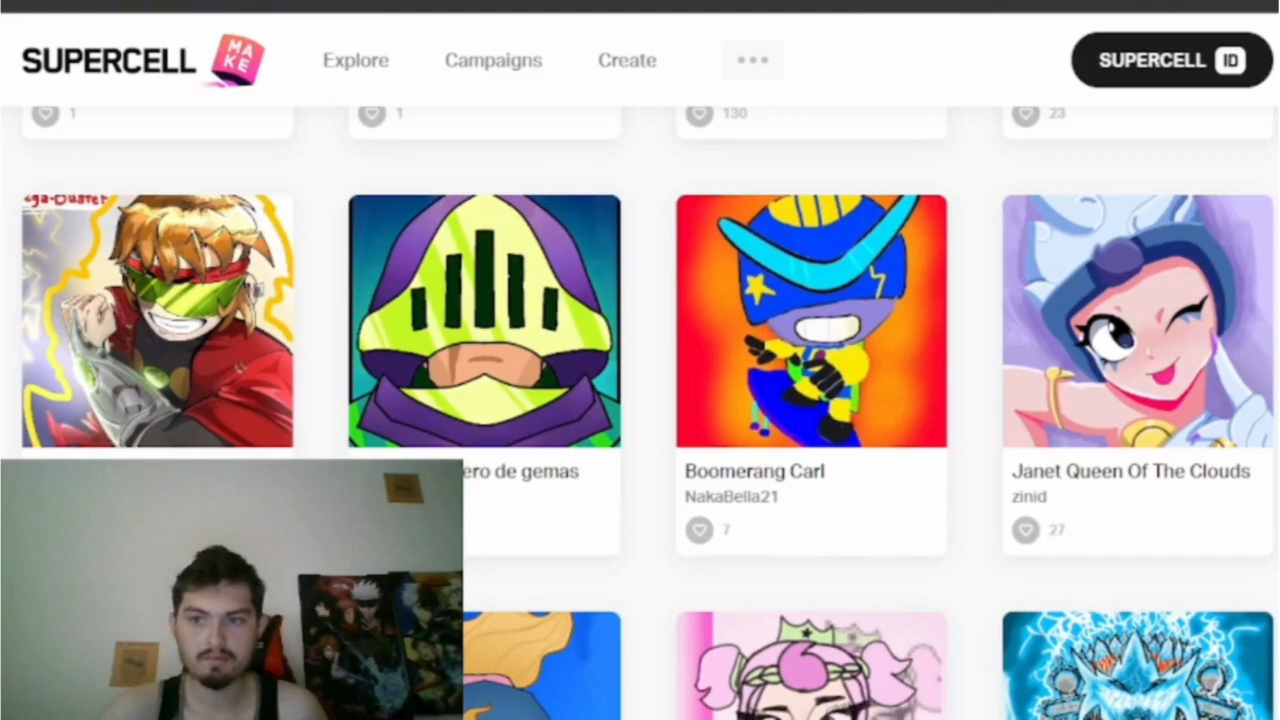 SUPERCELL MAKE Explore Campaigns Create SUPERCELL ID
1 1 130 23
ero de gemas Boomerang Carl Janet Queen Of The Clouds
NakaBella21 zinid
7 27